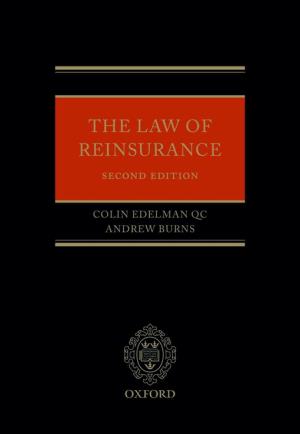 THE LAW OF
REINSURANCE
SECOND EDITION
COLIN EDELMAN QC
ANDREW BURNS
OXFORD